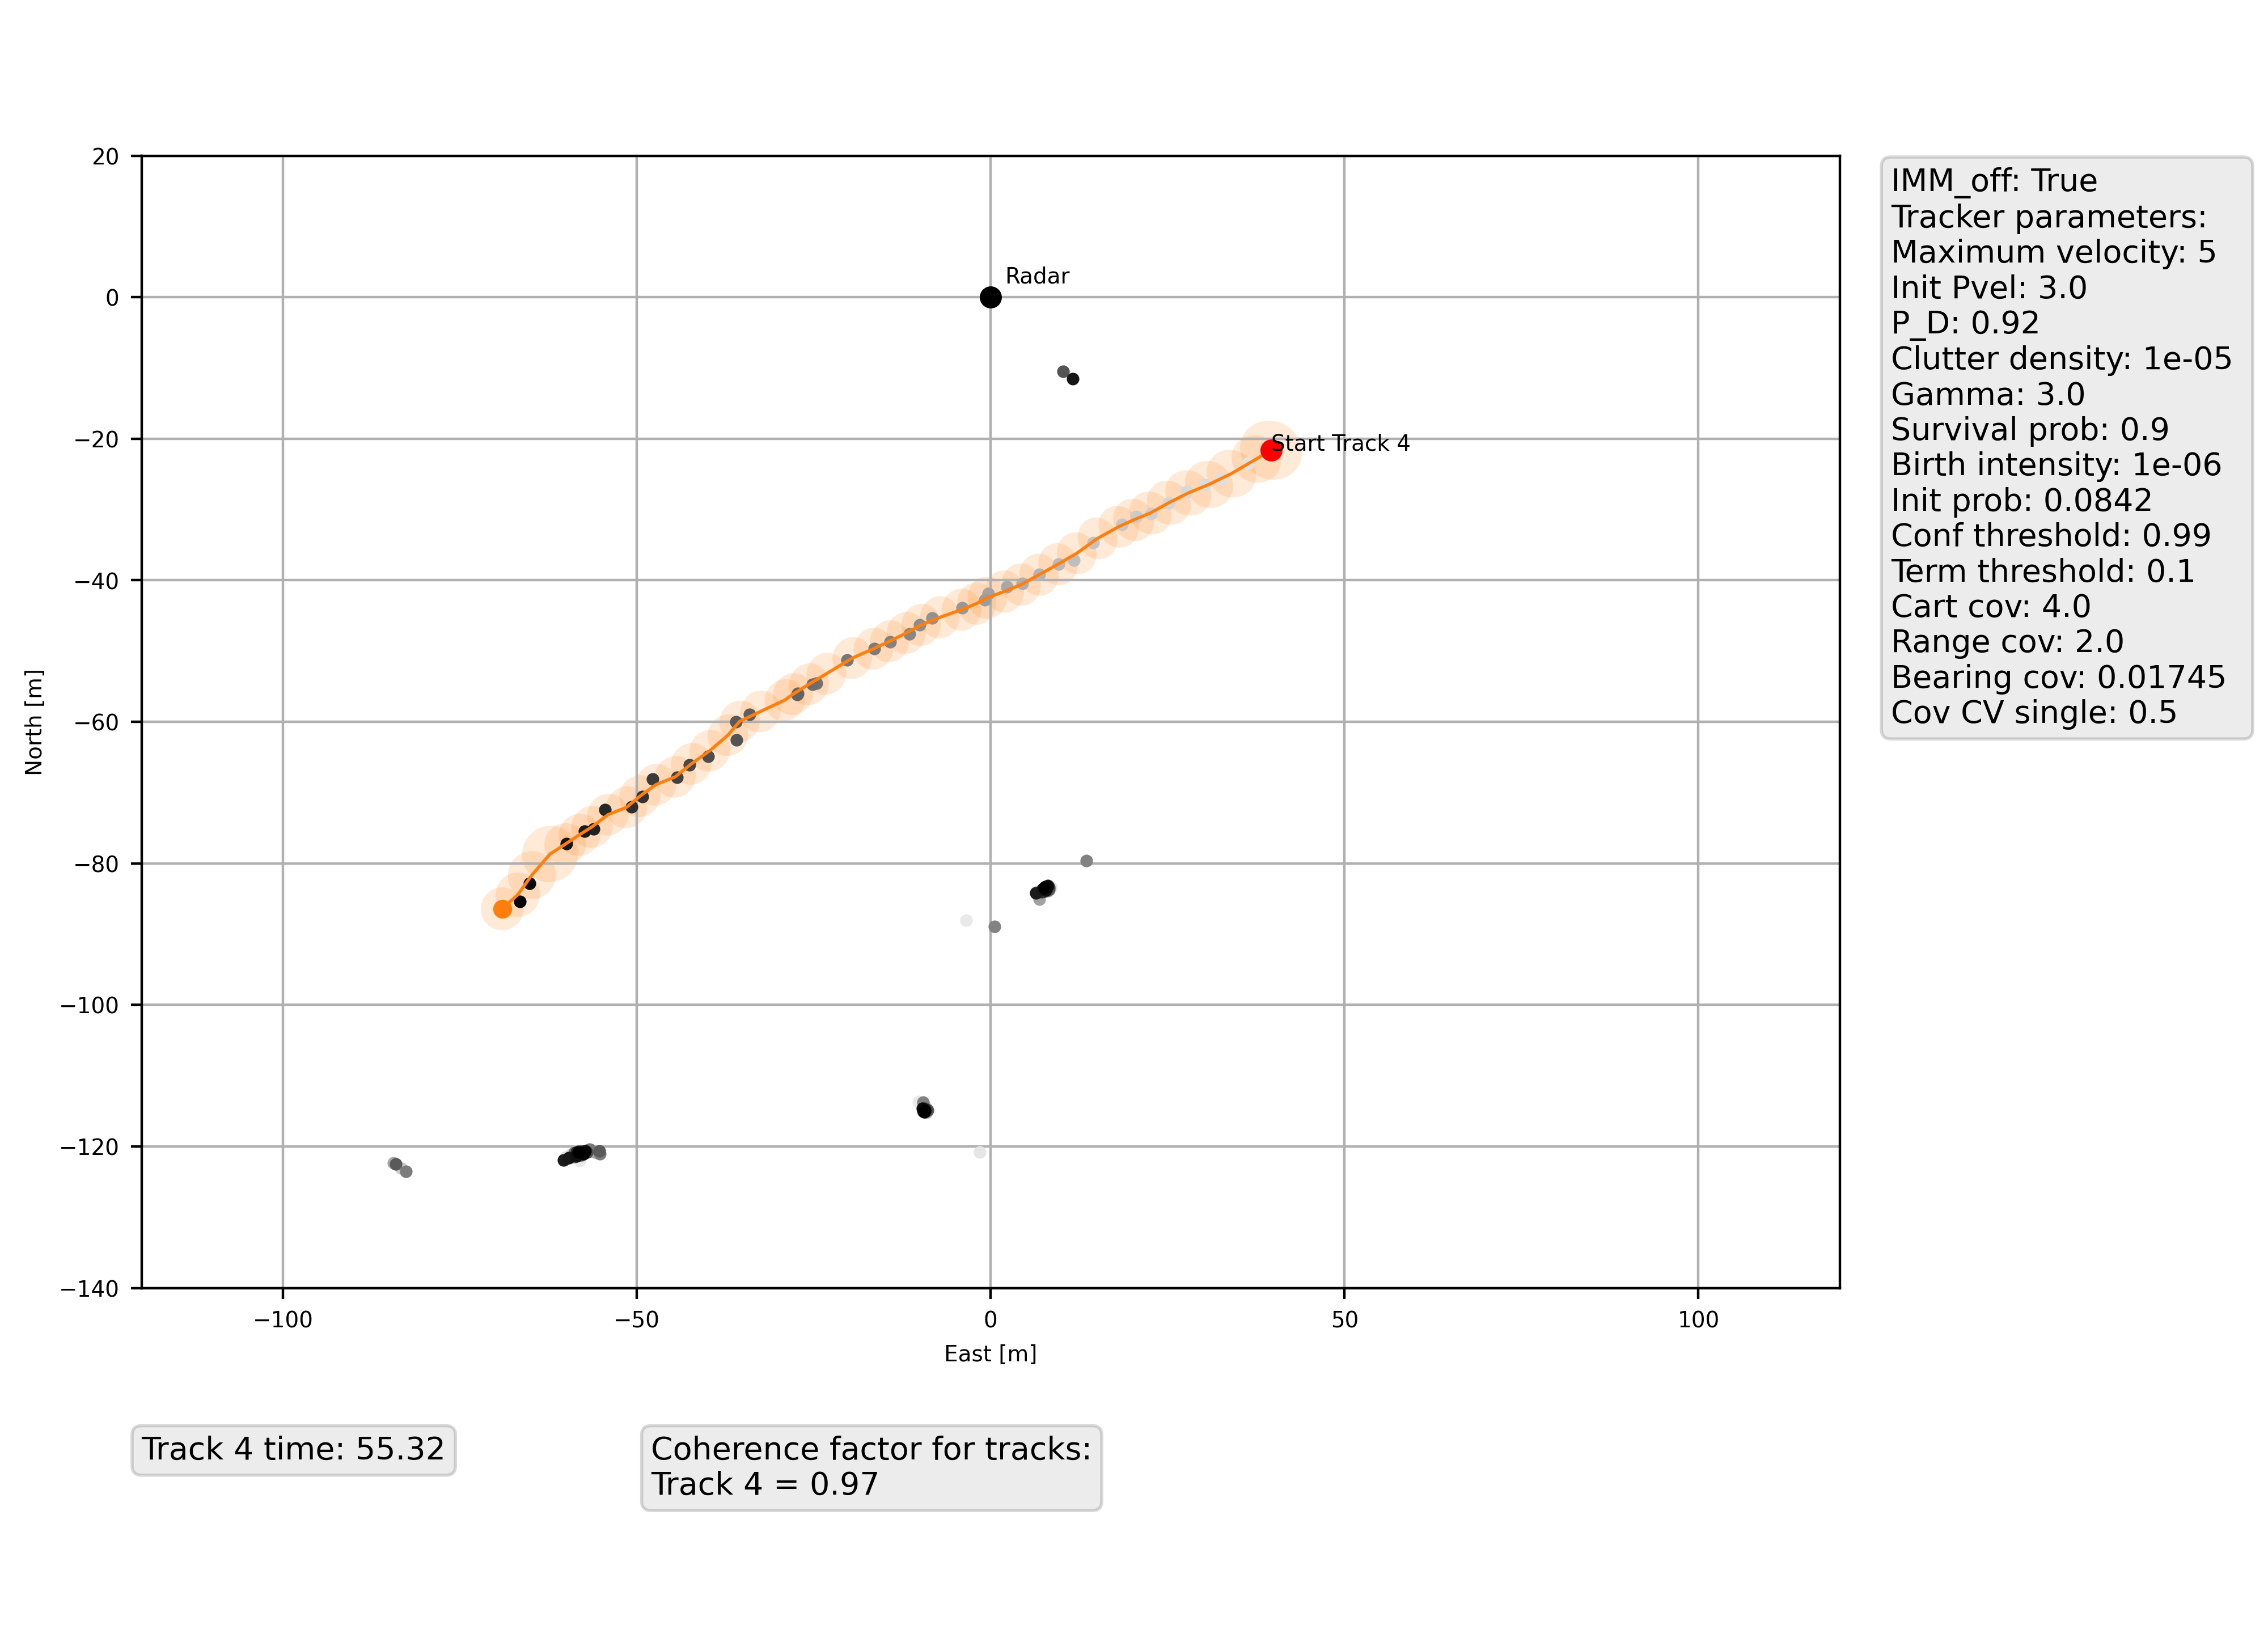 20
0
−20
−40
−60
−80
−100
−120
−140
North [m]
Radar
Start Track 4
−100
−50
0
50
100
East [m]
IMM_off: True
Tracker parameters:
Maximum velocity: 5
Init Pvel: 3.0
P_D: 0.92
Clutter density: 1e-05
Gamma: 3.0
Survival prob: 0.9
Birth intensity: 1e-06
Init prob: 0.0842
Conf threshold: 0.99
Term threshold: 0.1
Cart cov: 4.0
Range cov: 2.0
Bearing cov: 0.01745
Cov CV single: 0.5
Track 4 time: 55.32
Coherence factor for tracks:
Track 4 = 0.97